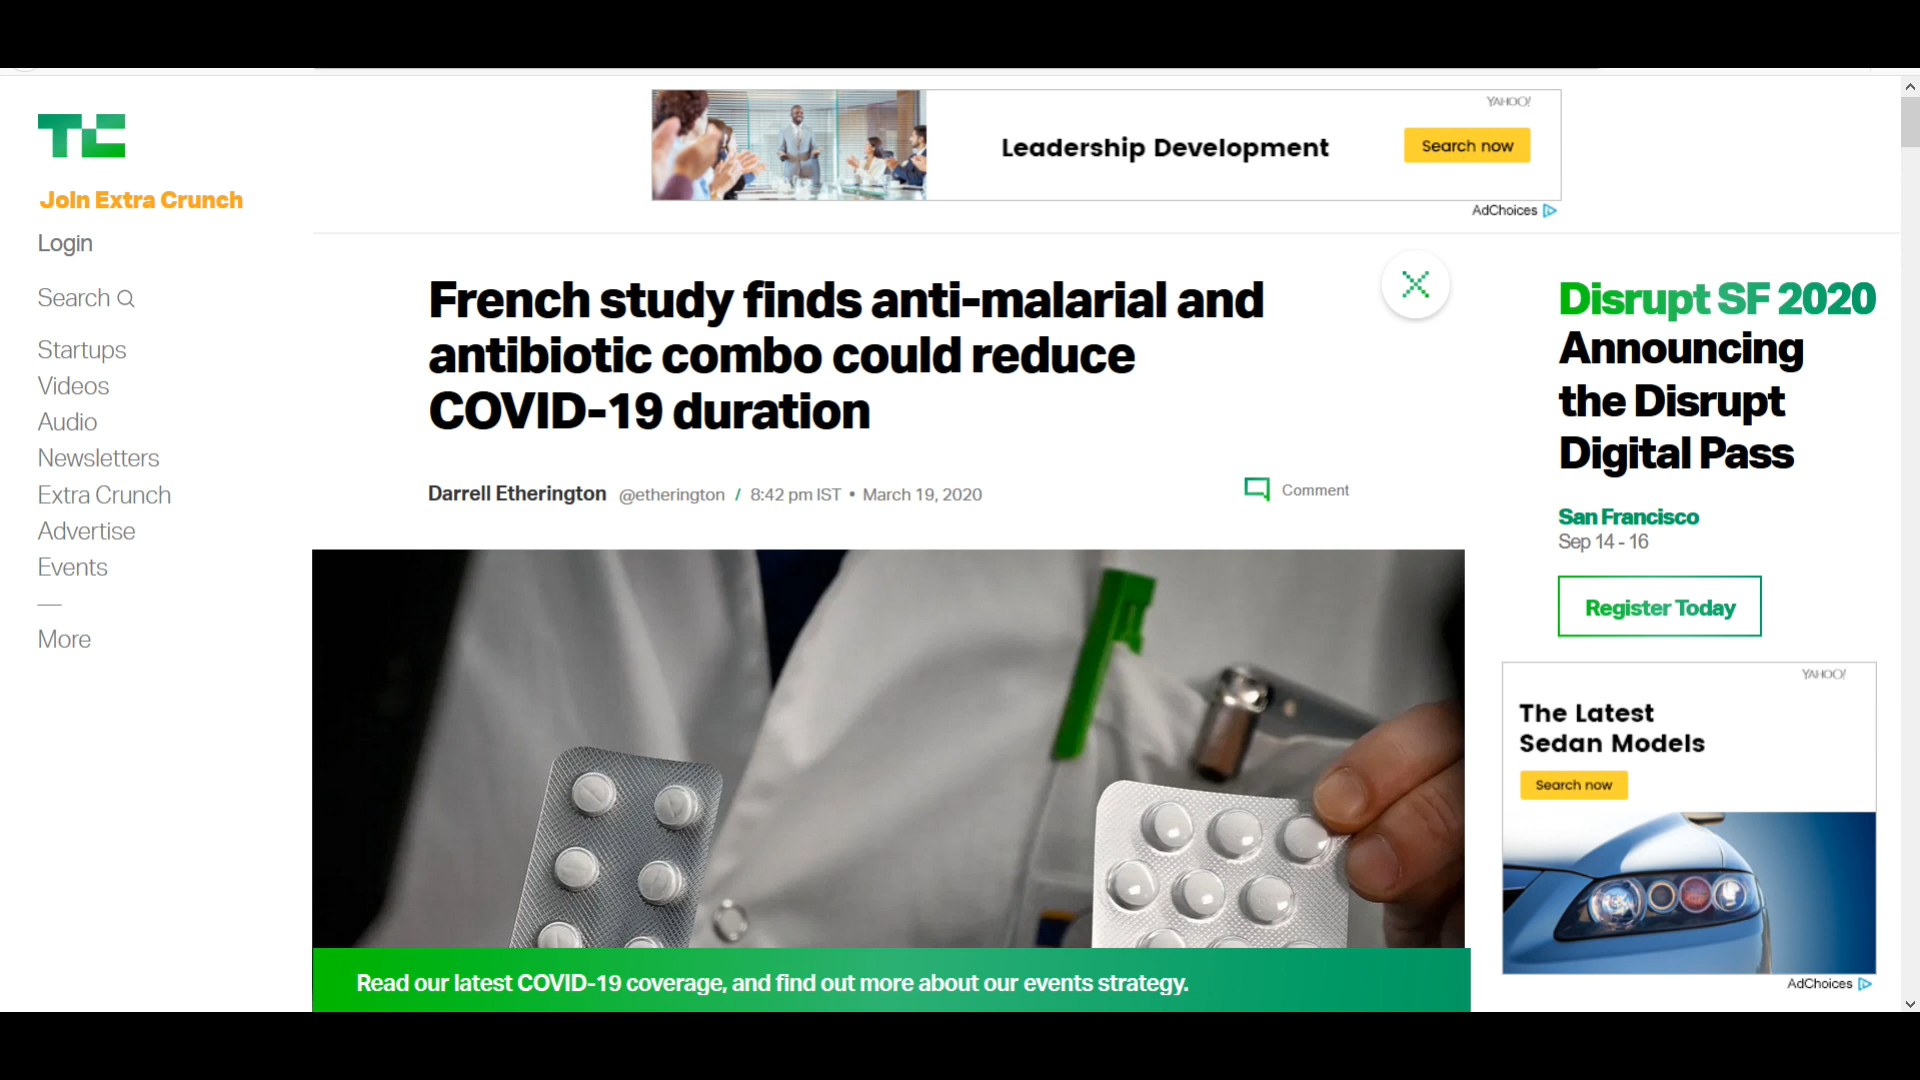 YAHOO!
Leadership Development
Search now
AdChoices
TC
Join Extra Crunch
Login
Search
Startups
Videos
Audio
Newsletters
Extra Crunch
Advertise
Events
More
French study finds anti-malarial and
antibiotic combo could reduce
COVID-19 duration
Darrell Etherington @etherington / 8:42 pm IST • March 19, 2020
Comment
Read our latest COVID-19 coverage, and find out more about our events strategy.
Disrupt SF 2020
Announcing
the Disrupt
Digital Pass
San Francisco
Sep 14 - 16
Register Today
YAHOO!
The Latest
Sedan Models
Search now
AdChoices